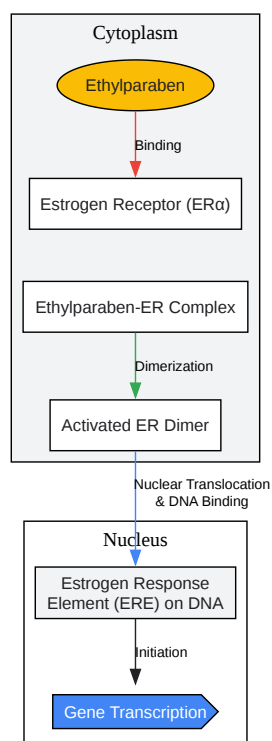 Cytoplasm
Ethylparaben
Binding
Estrogen Receptor (ERα)
Ethylparaben-ER Complex
Dimerization
Activated ER Dimer
Nuclear Translocation
& DNA Binding
Nucleus
Estrogen Response
Element (ERE) on DNA
Initiation
Gene Transcription